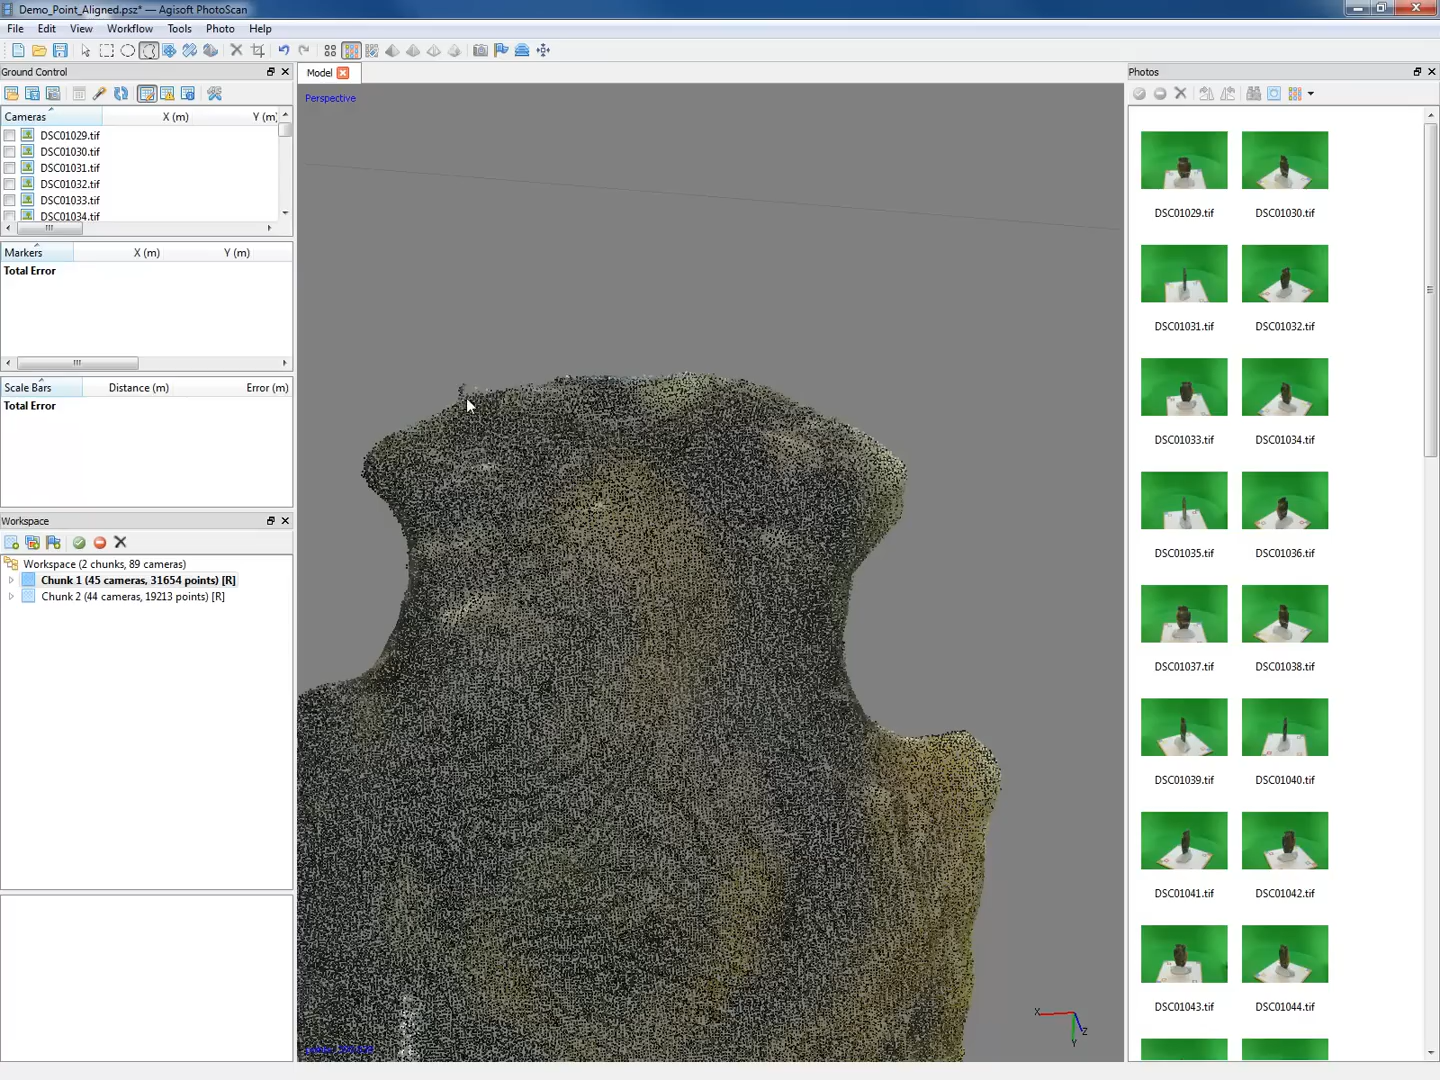 Demo_Point_Aligned.psz* — Agisoft PhotoScan
File Edit View Workflow Tools Photo Help
Ground Control
Cameras X (m) Y (m)
DSC01029.tif
DSC01030.tif
DSC01031.tif
DSC01032.tif
DSC01033.tif
DSC01034.tif
Markers X (m) Y (m)
Total Error
Scale Bars Distance (m) Error (m)
Total Error
Workspace
Workspace (2 chunks, 89 cameras)
Chunk 1 (45 cameras, 31654 points) [R]
Chunk 2 (44 cameras, 19213 points) [R]
Model
Perspective
X
Y
Z
Photos
DSC01029.tif DSC01030.tif
DSC01031.tif DSC01032.tif
DSC01033.tif DSC01034.tif
DSC01035.tif DSC01036.tif
DSC01037.tif DSC01038.tif
DSC01039.tif DSC01040.tif
DSC01041.tif DSC01042.tif
DSC01043.tif DSC01044.tif